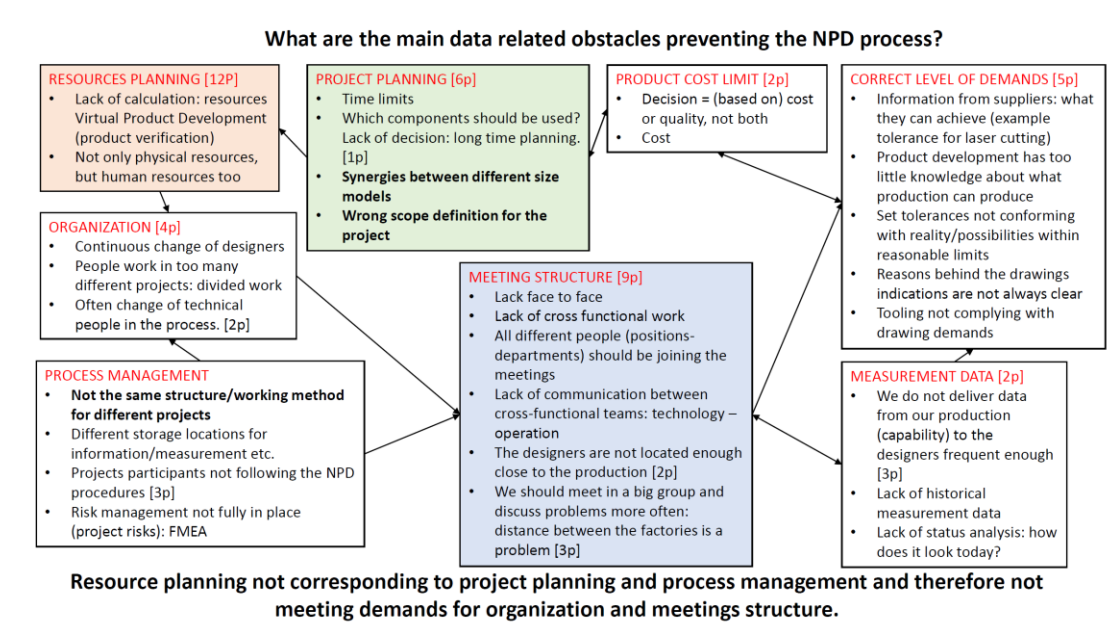 What are the main data related obstacles preventing the NPD process?
RESOURCES PLANNING [12P]
• Lack of calculation: resources
Virtual Product Development
(product verification)
• Not only physical resources,
but human resources too
PROJECT PLANNING [6p]
• Time limits
• Which components should be used?
Lack of decision: long time planning.
[1p]
• Synergies between different size
models
• Wrong scope definition for the
project
PRODUCT COST LIMIT [2p]
• Decision = (based on) cost
or quality, not both
• Cost
CORRECT LEVEL OF DEMANDS [5p]
• Information from suppliers: what
they can achieve (example
tolerance for laser cutting)
• Product development has too
little knowledge about what
production can produce
• Set tolerances not conforming
with reality/possibilities within
reasonable limits
• Reasons behind the drawings
indications are not always clear
• Tooling not complying with
drawing demands
ORGANIZATION [4p]
• Continuous change of designers
• People work in too many
different projects: divided work
• Often change of technical
people in the process. [2p]
MEETING STRUCTURE [9p]
• Lack face to face
• Lack of cross functional work
• All different people (positions-
departments) should be joining the
meetings
• Lack of communication between
cross-functional teams: technology –
operation
• The designers are not located enough
close to the production [2p]
• We should meet in a big group and
discuss problems more often:
distance between the factories is a
problem [3p]
PROCESS MANAGEMENT
• Not the same structure/working method
for different projects
• Different storage locations for
information/measurement etc.
• Projects participants not following the NPD
procedures [3p]
• Risk management not fully in place
(project risks): FMEA
MEASUREMENT DATA [2p]
• We do not deliver data
from our production
(capability) to the
designers frequent enough
[3p]
• Lack of historical
measurement data
• Lack of status analysis: how
does it look today?
Resource planning not corresponding to project planning and process management and therefore not
meeting demands for organization and meetings structure.